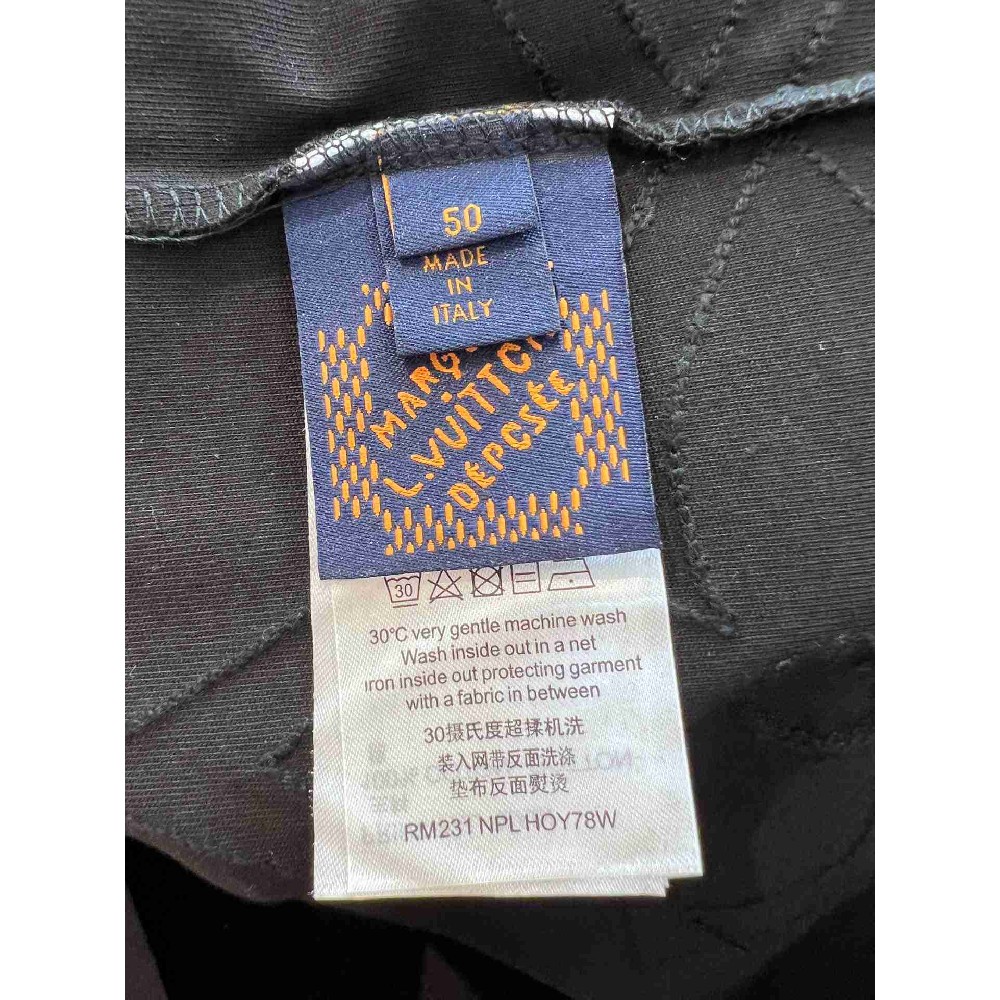 50
MADE
IN
ITALY
L.VUITTON
DEPOSÉE
30
30°C very gentle machine wash
Wash inside out in a net
Iron inside out protecting garment
with a fabric in between
30摄氏度超揉机洗
装入网带反面洗涤
垫布反面熨烫
RM231 NPL HOY78W